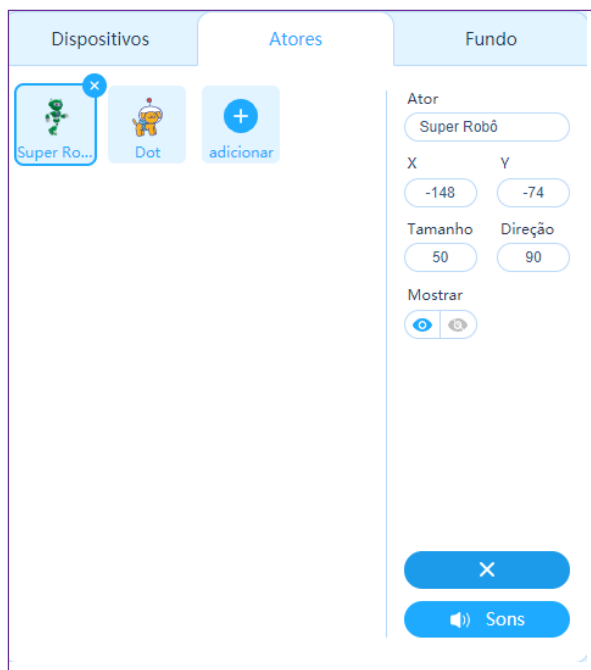 Dispositivos
Atores
Fundo
Super Ro...
Dot
adicionar
Ator
Super Robô
X Y
-148 -74
Tamanho Direção
50 90
Mostrar
Sons